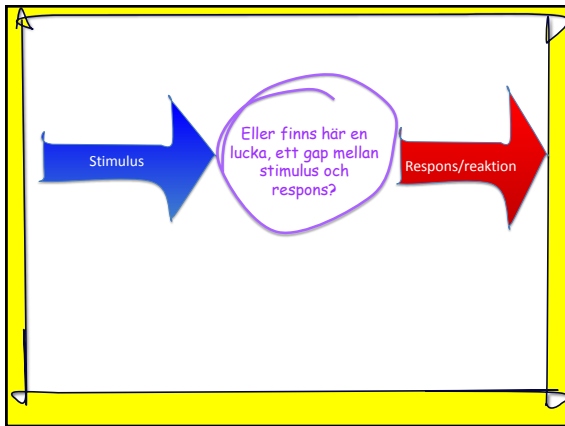 Stimulus
Eller finns här en
lucka, ett gap mellan
stimulus och
respons?
Respons/reaktion